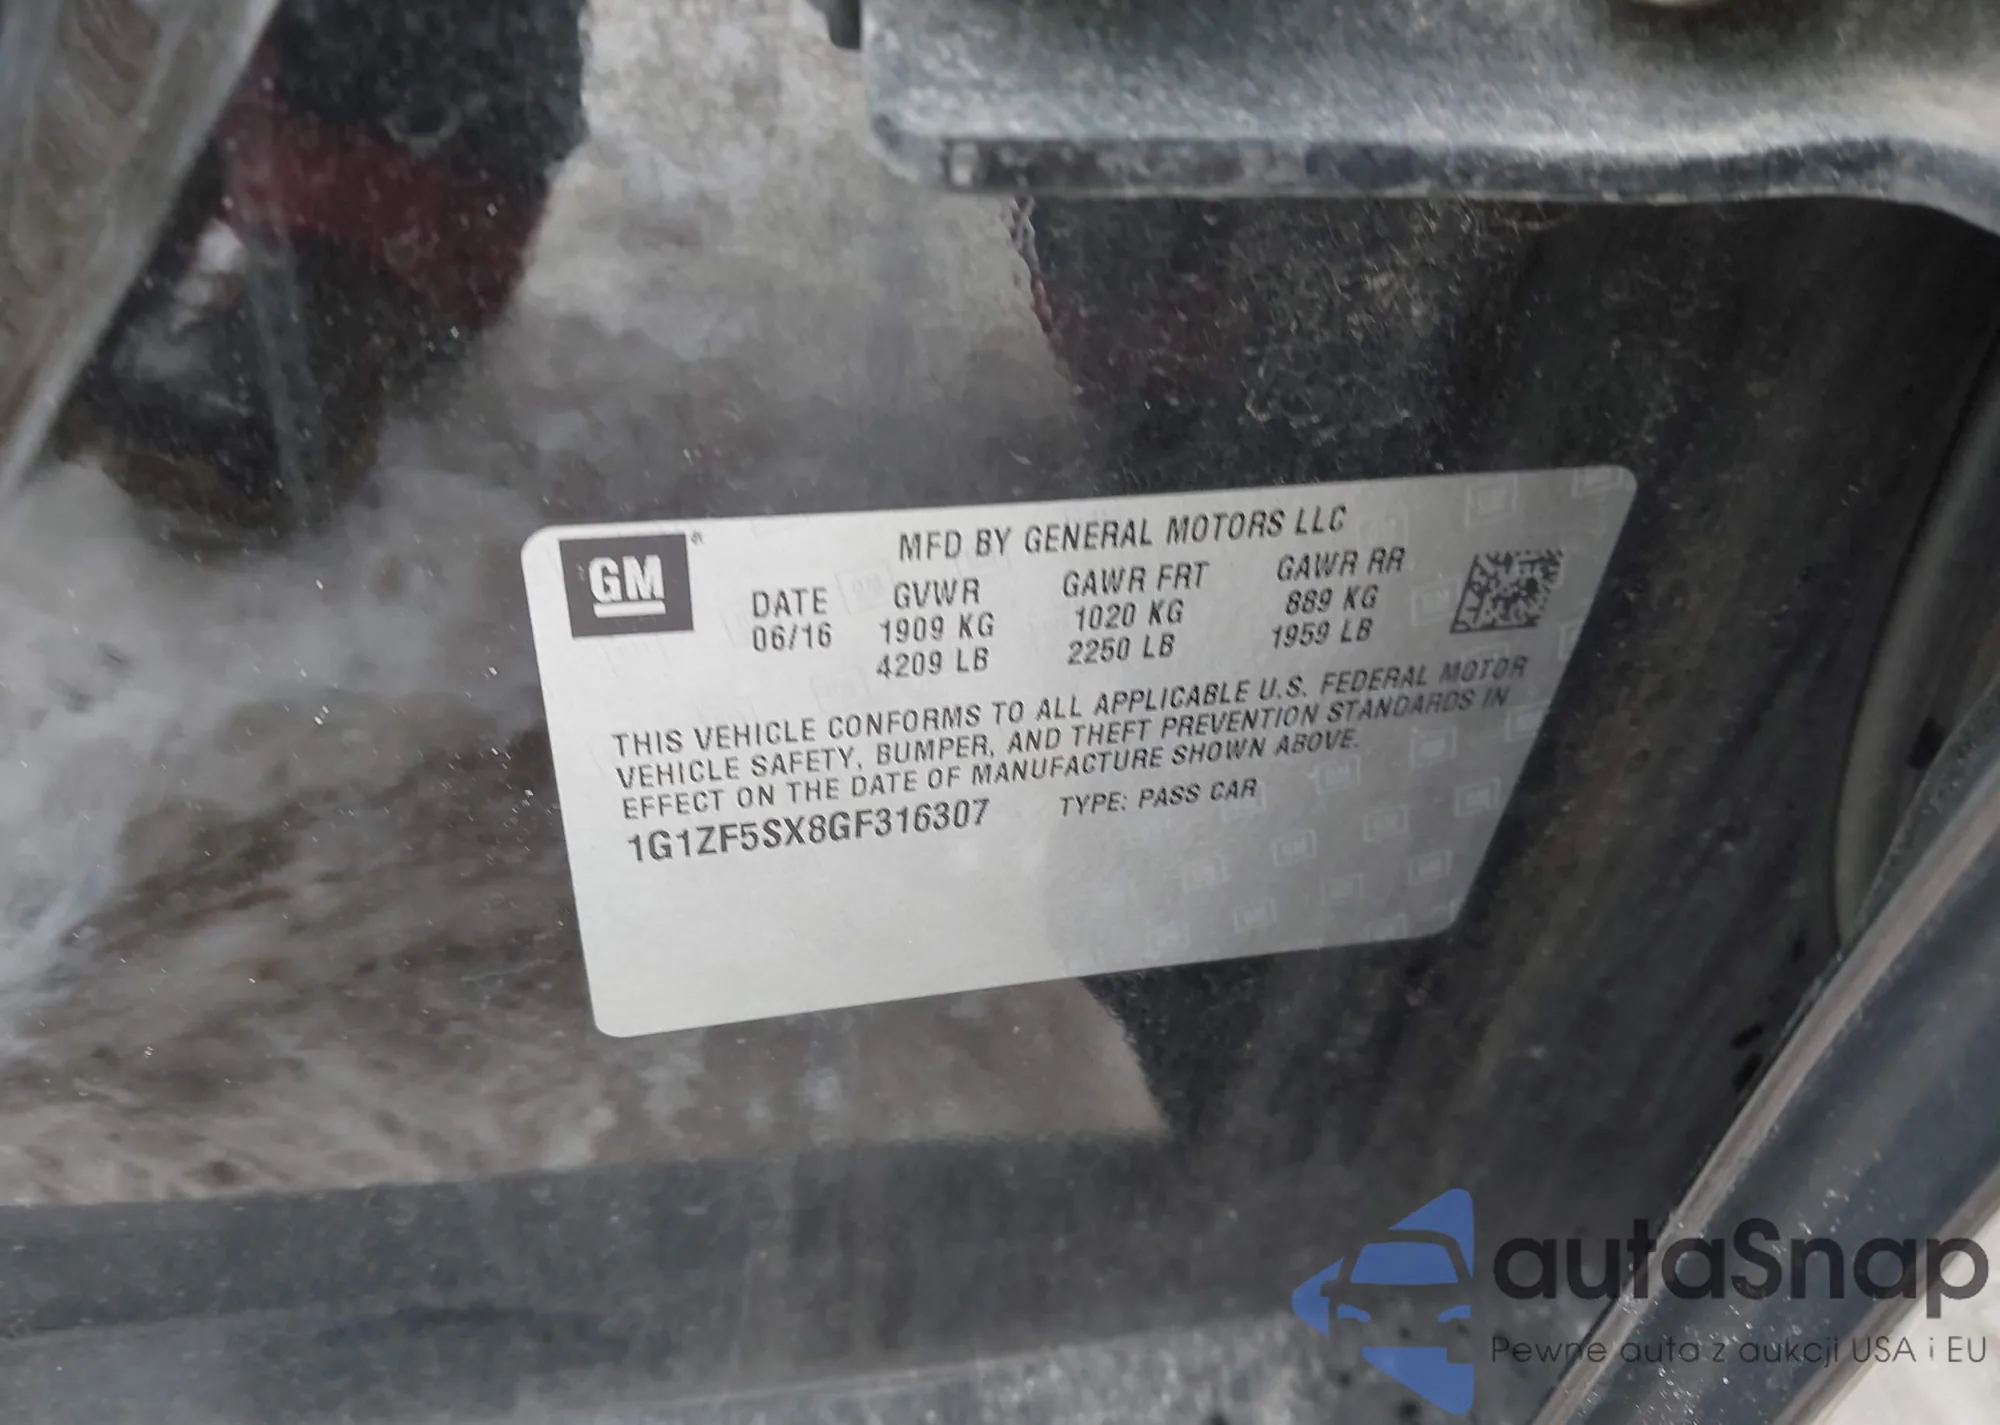 GM
MFD BY GENERAL MOTORS LLC
DATE GVWR GAWR FRT GAWR RR
06/16 1909 KG 1020 KG 889 KG
4209 LB 2250 LB 1959 LB
THIS VEHICLE CONFORMS TO ALL APPLICABLE U.S. FEDERAL MOTOR
VEHICLE SAFETY, BUMPER, AND THEFT PREVENTION STANDARDS IN
EFFECT ON THE DATE OF MANUFACTURE SHOWN ABOVE.
1G1ZF5SX8GF316307 TYPE: PASS CAR
autaSnap
Pewne auta z aukcji USA i EU